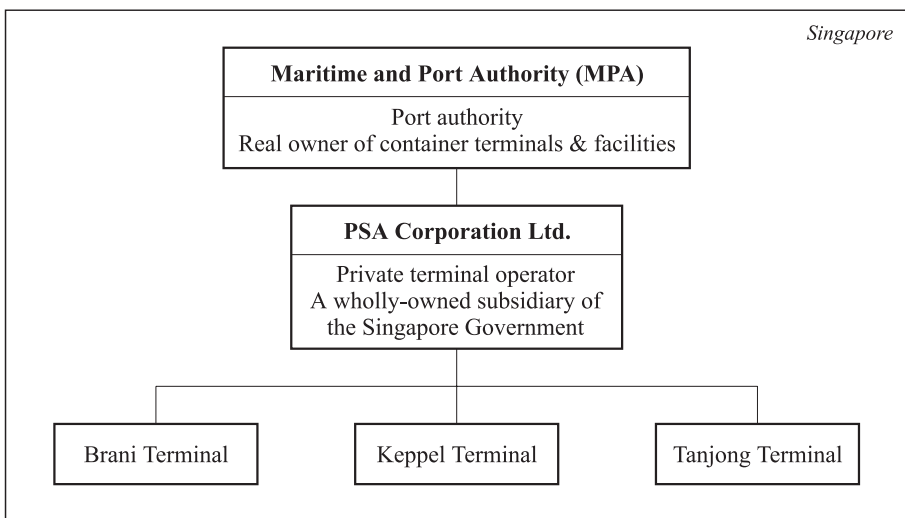 Singapore
Maritime and Port Authority (MPA)
Port authority
Real owner of container terminals & facilities
PSA Corporation Ltd.
Private terminal operator
A wholly-owned subsidiary of
the Singapore Government
Brani Terminal
Keppel Terminal
Tanjong Terminal